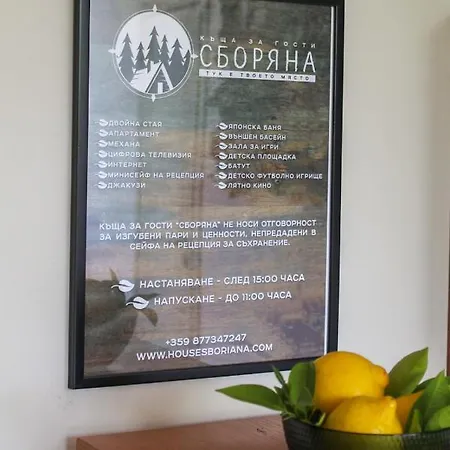 КЪЩА ЗА ГОСТИ
СБОРЯНА
ТУК Е ТВОЕТО МЯСТО
ДВОЙНА СТАЯ
АПАРТАМЕНТ
МЕХАНА
ЦИФРОВА ТЕЛЕВИЗИЯ
ИНТЕРНЕТ
МИНИСЕЙФ НА РЕЦЕПЦИЯ
ДЖАКУЗИ
ЯПОНСКА БАНЯ
ВЪНШЕН БАСЕЙН
ЗАЛА ЗА ИГРИ
ДЕТСКА ПЛОЩАДКА
БАТУТ
ДЕТСКО ФУТБОЛНО ИГРИЩЕ
ЛЯТНО КИНО
КЪЩА ЗА ГОСТИ "СБОРЯНА" НЕ НОСИ ОТГОВОРНОСТ
ЗА ИЗГУБЕНИ ПАРИ И ЦЕННОСТИ, НЕПРЕДАДЕНИ В
СЕЙФА НА РЕЦЕПЦИЯ ЗА СЪХРАНЕНИЕ.
НАСТАНЯВАНЕ - СЛЕД 15:00 ЧАСА
НАПУСКАНЕ - ДО 11:00 ЧАСА
+359 877347247
WWW.HOUSESBORIANA.COM